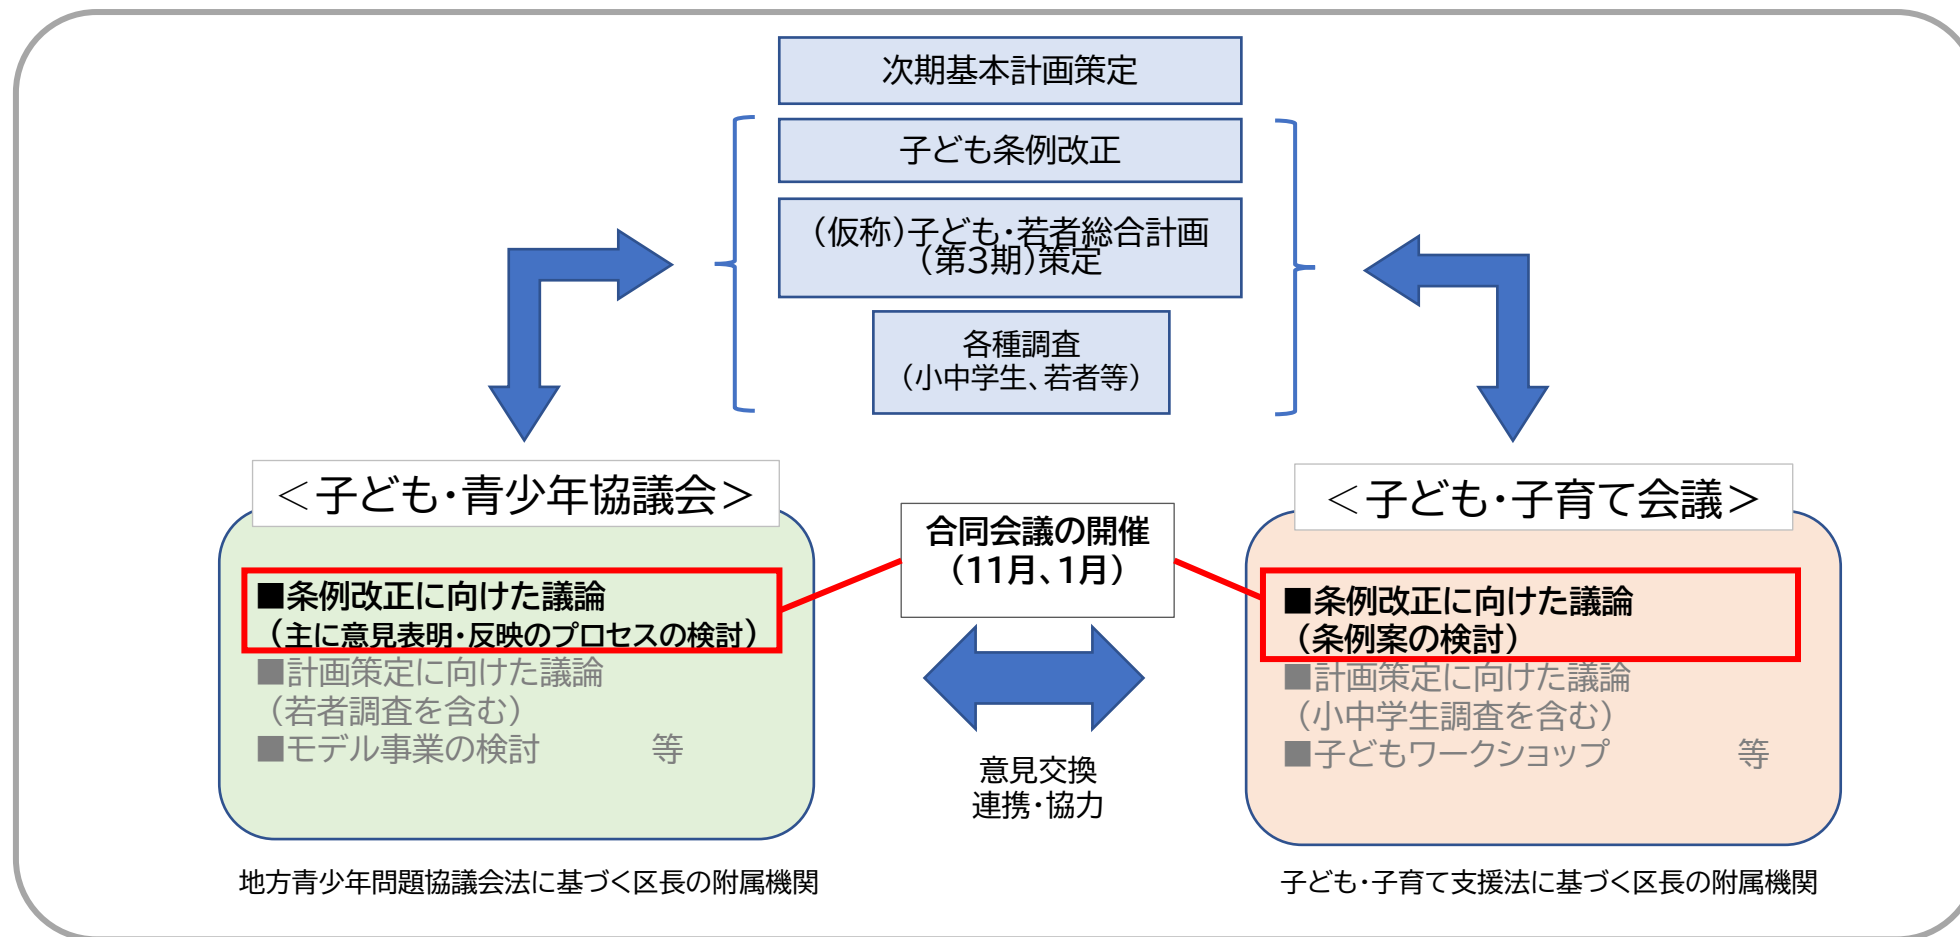 次期基本計画策定
子ども条例改正
（仮称）子ども・若者総合計画
（第３期）策定
各種調査
（小中学生、若者等）
＜子ども・青少年協議会＞
■条例改正に向けた議論
（主に意見表明・反映のプロセスの検討）
■計画策定に向けた議論
（若者調査を含む）
■モデル事業の検討　　　等
地方青少年問題協議会法に基づく区長の附属機関
合同会議の開催
（11月、1月）
意見交換
連携・協力
＜子ども・子育て会議＞
■条例改正に向けた議論
（条例案の検討）
■計画策定に向けた議論
（小中学生調査を含む）
■子どもワークショップ　　　等
子ども・子育て支援法に基づく区長の附属機関